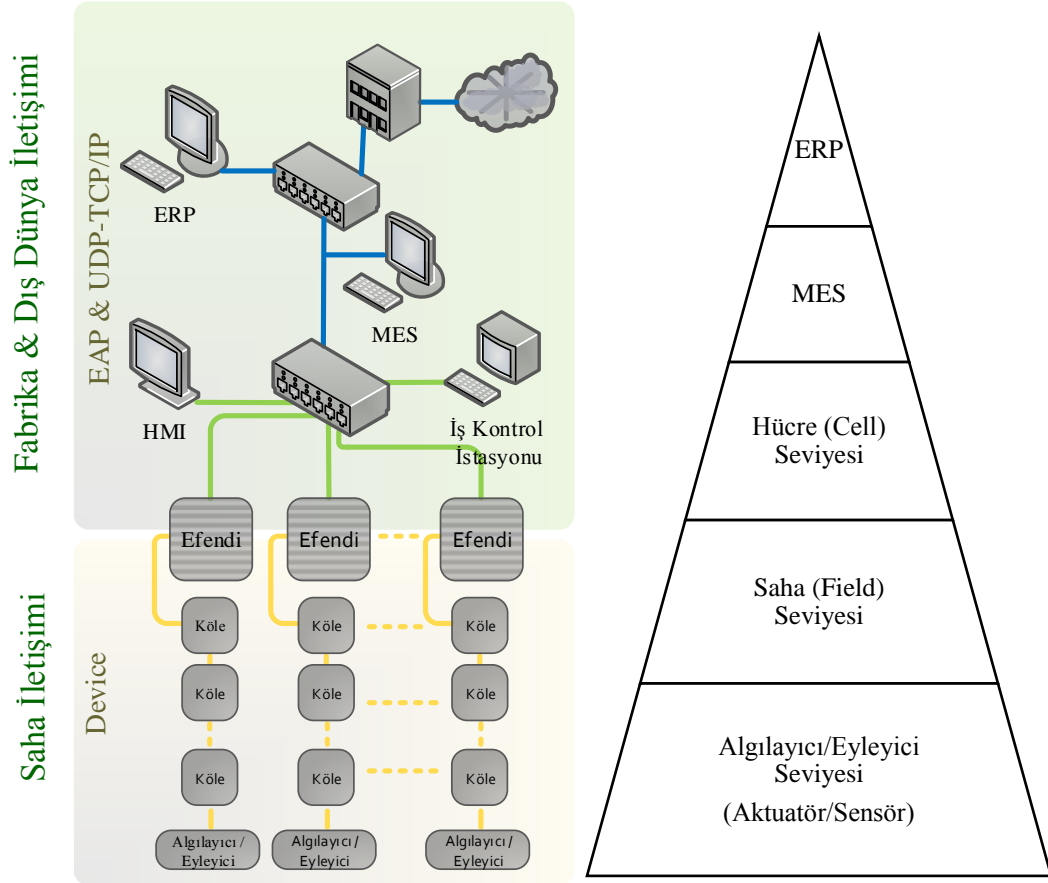 Fabrika & Dış Dünya İletişimi
EAP & UDP-TCP/IP
ERP
MES
HMI
İş Kontrol
İstasyonu
Efendi
Efendi
Efendi
Saha İletişimi
Device
Köle
Köle
Köle
Köle
Köle
Köle
Köle
Köle
Köle
Algılayıcı /
Eyleyici
Algılayıcı /
Eyleyici
Algılayıcı /
Eyleyici
ERP
MES
Hücre (Cell)
Seviyesi
Saha (Field)
Seviyesi
Algılayıcı/Eyleyici
Seviyesi
(Aktuatör/Sensör)